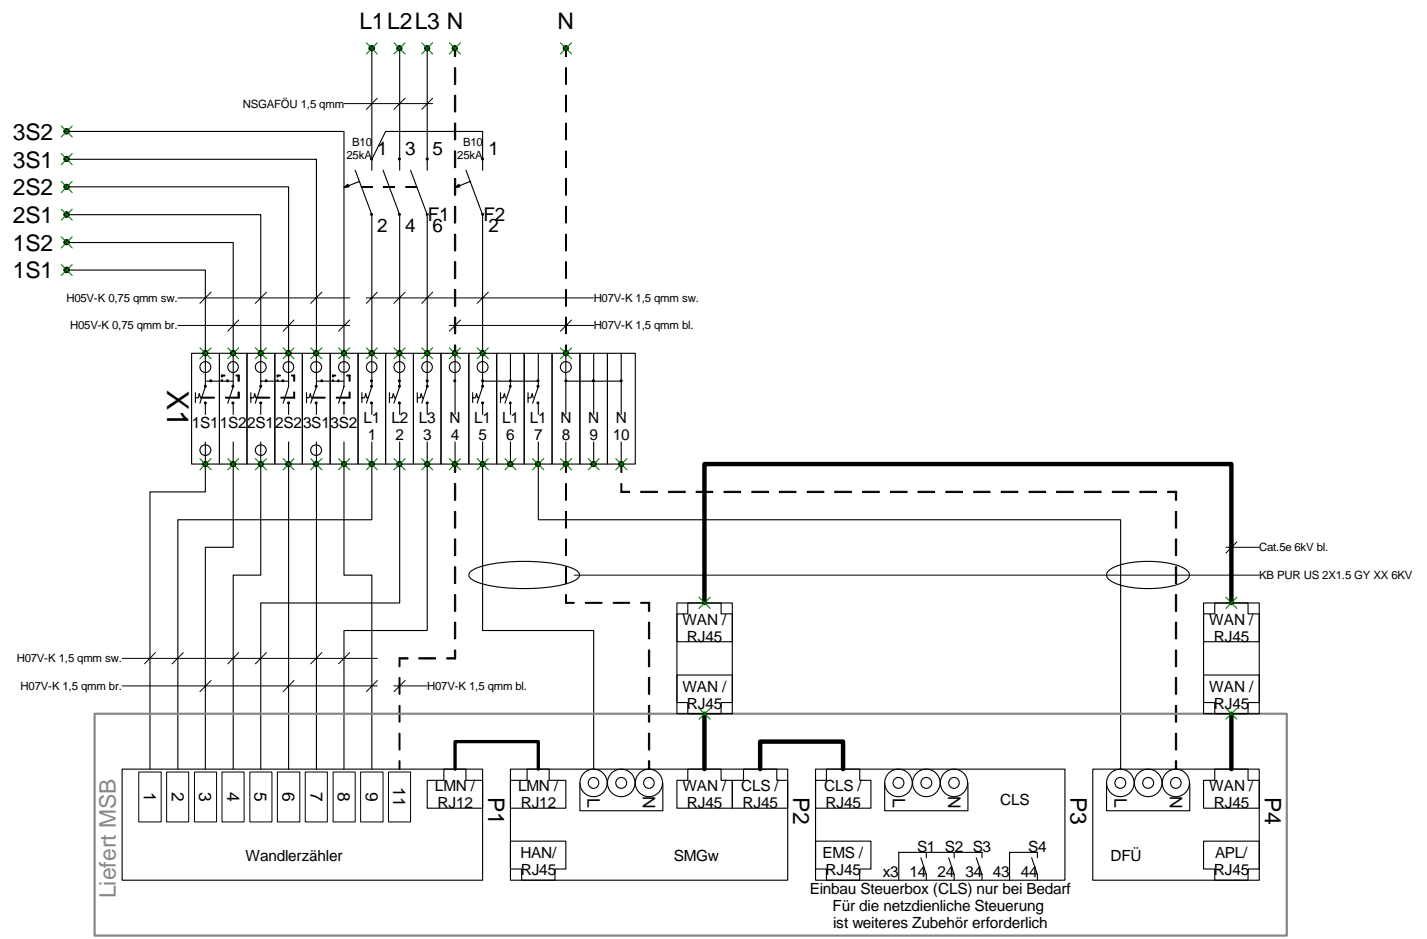 L1 L2 L3 N N
NSGAFÖU 1,5 qmm
3S2
3S1
2S2
2S1
1S2
1S1
B10
25kA
1 3 5
B10
25kA
1
F1
F2
2 4 6 2
H05V-K 0,75 qmm sw.
H07V-K 1,5 qmm sw.
H05V-K 0,75 qmm br.
H07V-K 1,5 qmm bl.
X1
1S1 1S2 2S1 2S2 3S1 3S2
L1 L2 L3 N L1 L1 L1 N N N
1 2 3 4 5 6 7 8 9 10
Cat.5e 6kV bl.
KB PUR US 2X1.5 GY XX 6KV
WAN /
RJ45
WAN /
RJ45
WAN /
RJ45
WAN /
RJ45
H07V-K 1,5 qmm sw.
H07V-K 1,5 qmm br.
H07V-K 1,5 qmm bl.
Liefert MSB
1 2 3 4 5 6 7 8 9 11
LMN /
RJ12
P1
Wandlerzähler
LMN /
RJ12
L N
WAN /
RJ45
CLS /
RJ45
P2
HAN/
RJ45
SMGw
CLS /
RJ45
L N
CLS
P3
EMS /
RJ45
S1 S2 S3 S4
x3 14 24 34 43 44
L N
WAN /
RJ45
P4
DFÜ
APL/
RJ45
Einbau Steuerbox (CLS) nur bei Bedarf
Für die netzdienliche Steuerung
ist weiteres Zubehör erforderlich